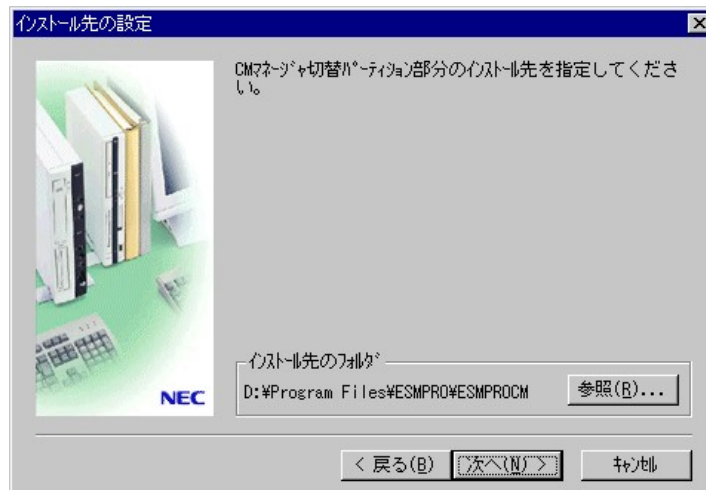 インストール先の設定
CMﾏﾈｰｼﾞｬ切替ﾊﾟｰﾃｨｼｮﾝ部分のインストール先を指定してくださ
い。
インストール先のﾌｫﾙﾀﾞ
D:¥Program Files¥ESMPRO¥ESMPROCM
参照(R)...
NEC
< 戻る(B)
次へ(N) >
ｷｬﾝｾﾙ